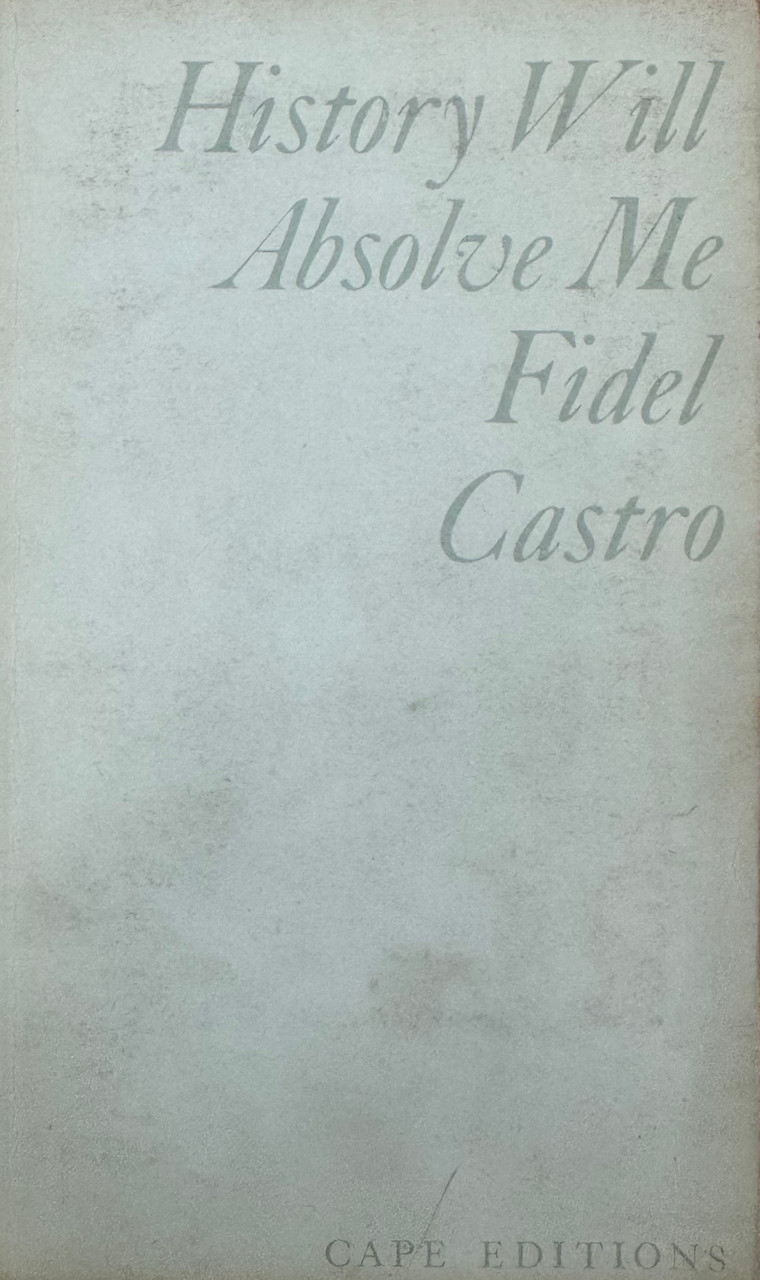 History Will
Absolve Me
Fidel
Castro
CAPE EDITIONS